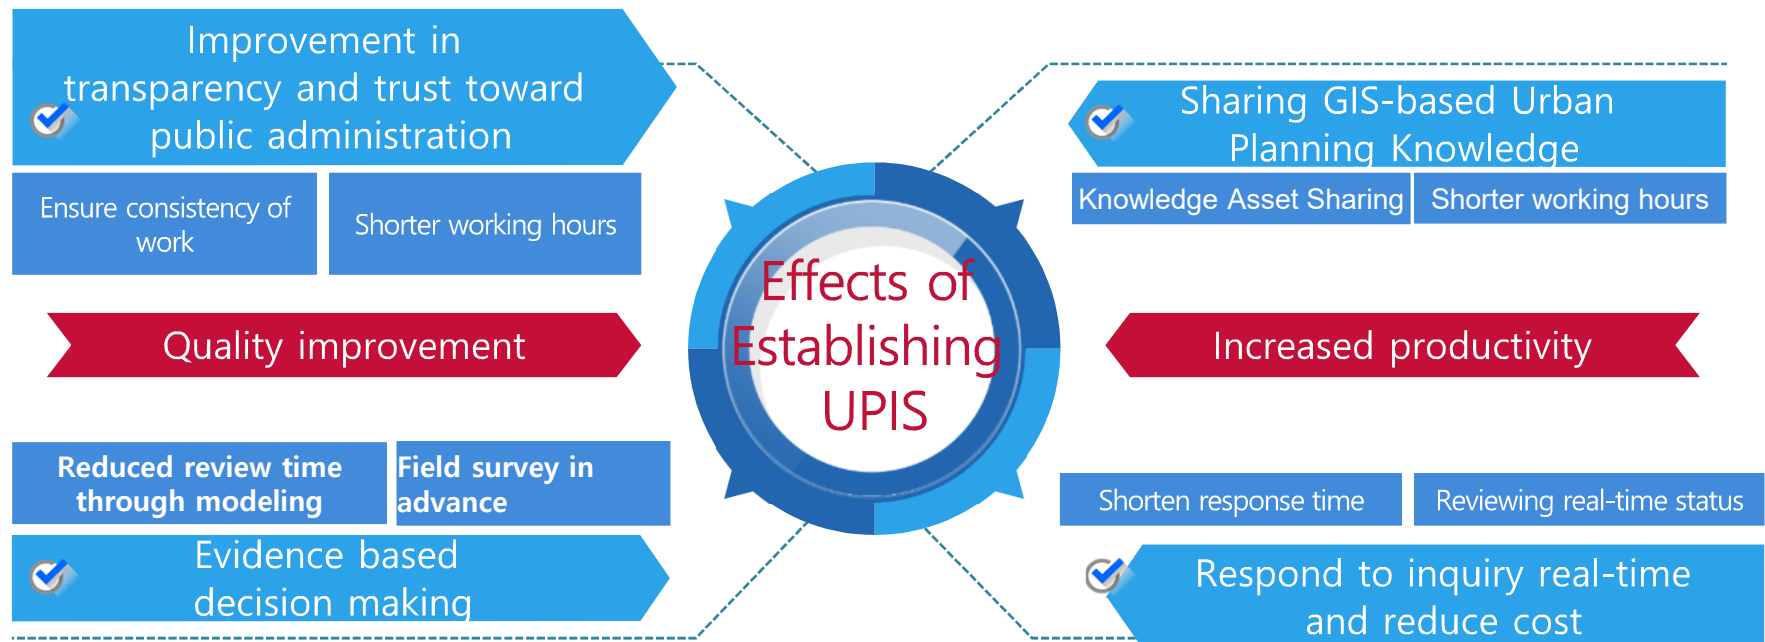 Improvement in
transparency and trust toward
public administration
Ensure consistency of
work
Shorter working hours
Quality improvement
Reduced review time
through modeling
Field survey in
advance
Evidence based
decision making
Effects of
Establishing
UPIS
Sharing GIS-based Urban
Planning Knowledge
Knowledge Asset Sharing
Shorter working hours
Increased productivity
Shorten response time
Reviewing real-time status
Respond to inquiry real-time
and reduce cost